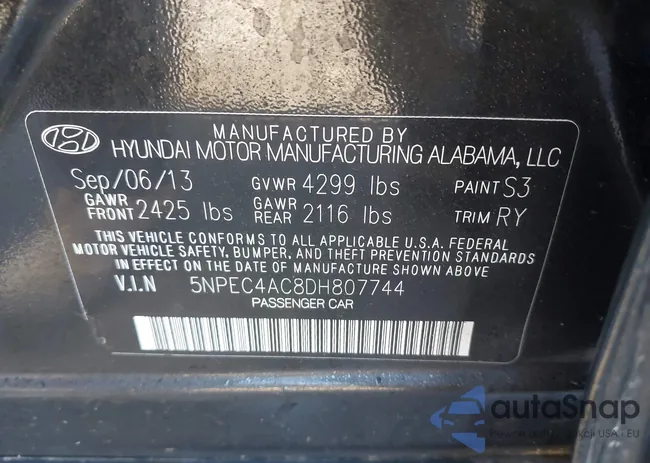 MANUFACTURED BY
HYUNDAI MOTOR MANUFACTURING ALABAMA, LLC
Sep/06/13 GVWR 4299 lbs PAINT S3
GAWR FRONT 2425 lbs GAWR REAR 2116 lbs TRIM RY
THIS VEHICLE CONFORMS TO ALL APPLICABLE U.S.A. FEDERAL
MOTOR VEHICLE SAFETY, BUMPER, AND THEFT PREVENTION STANDARDS
IN EFFECT ON THE DATE OF MANUFACTURE SHOWN ABOVE
V.I.N 5NPEC4AC8DH807744
PASSENGER CAR
autoSnap
USA - EU